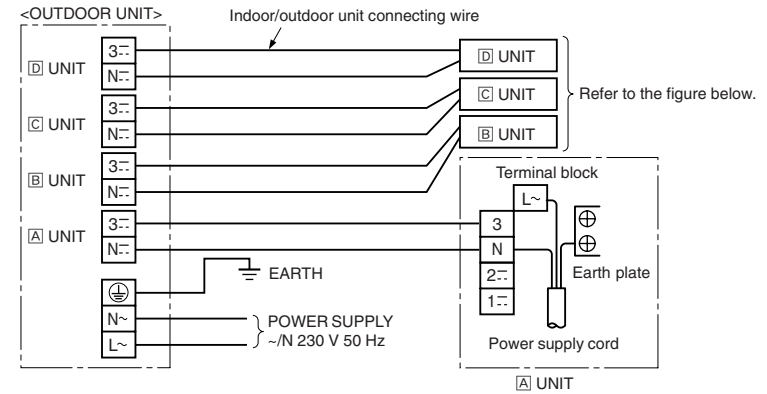 <OUTDOOR UNIT>
Indoor/outdoor unit connecting wire
D UNIT
3
N
D UNIT
C UNIT
3
N
C UNIT
Refer to the figure below.
B UNIT
3
N
B UNIT
A UNIT
3
N
Terminal block
L~
3
N
2
1
Earth plate
Power supply cord
A UNIT
EARTH
N~
L~
POWER SUPPLY
~/N 230 V 50 Hz